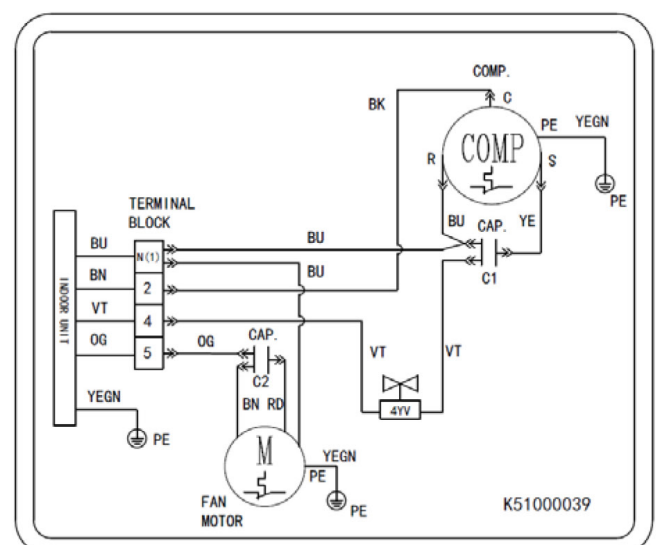 COMP.
BK
C
COMP
PE
YEGN
R
S
PE
TERMINAL
BLOCK
BU
CAP.
YE
BU
N(1)
BU
BU
C1
INDOOR UNIT
BN
2
VT
4
OG
CAP.
VT
VT
OG
5
C2
4YV
YEGN
BN
RD
PE
M
YEGN
PE
FAN
MOTOR
PE
K51000039